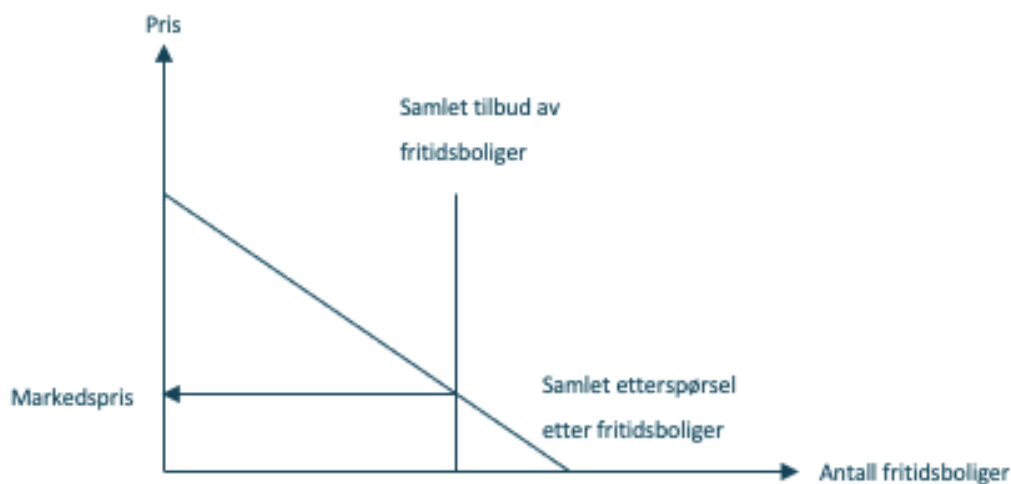 Pris
Samlet tilbud av
fritidsboliger
Markedspris
Samlet etterspørsel
etter fritidsboliger
Antall fritidsboliger